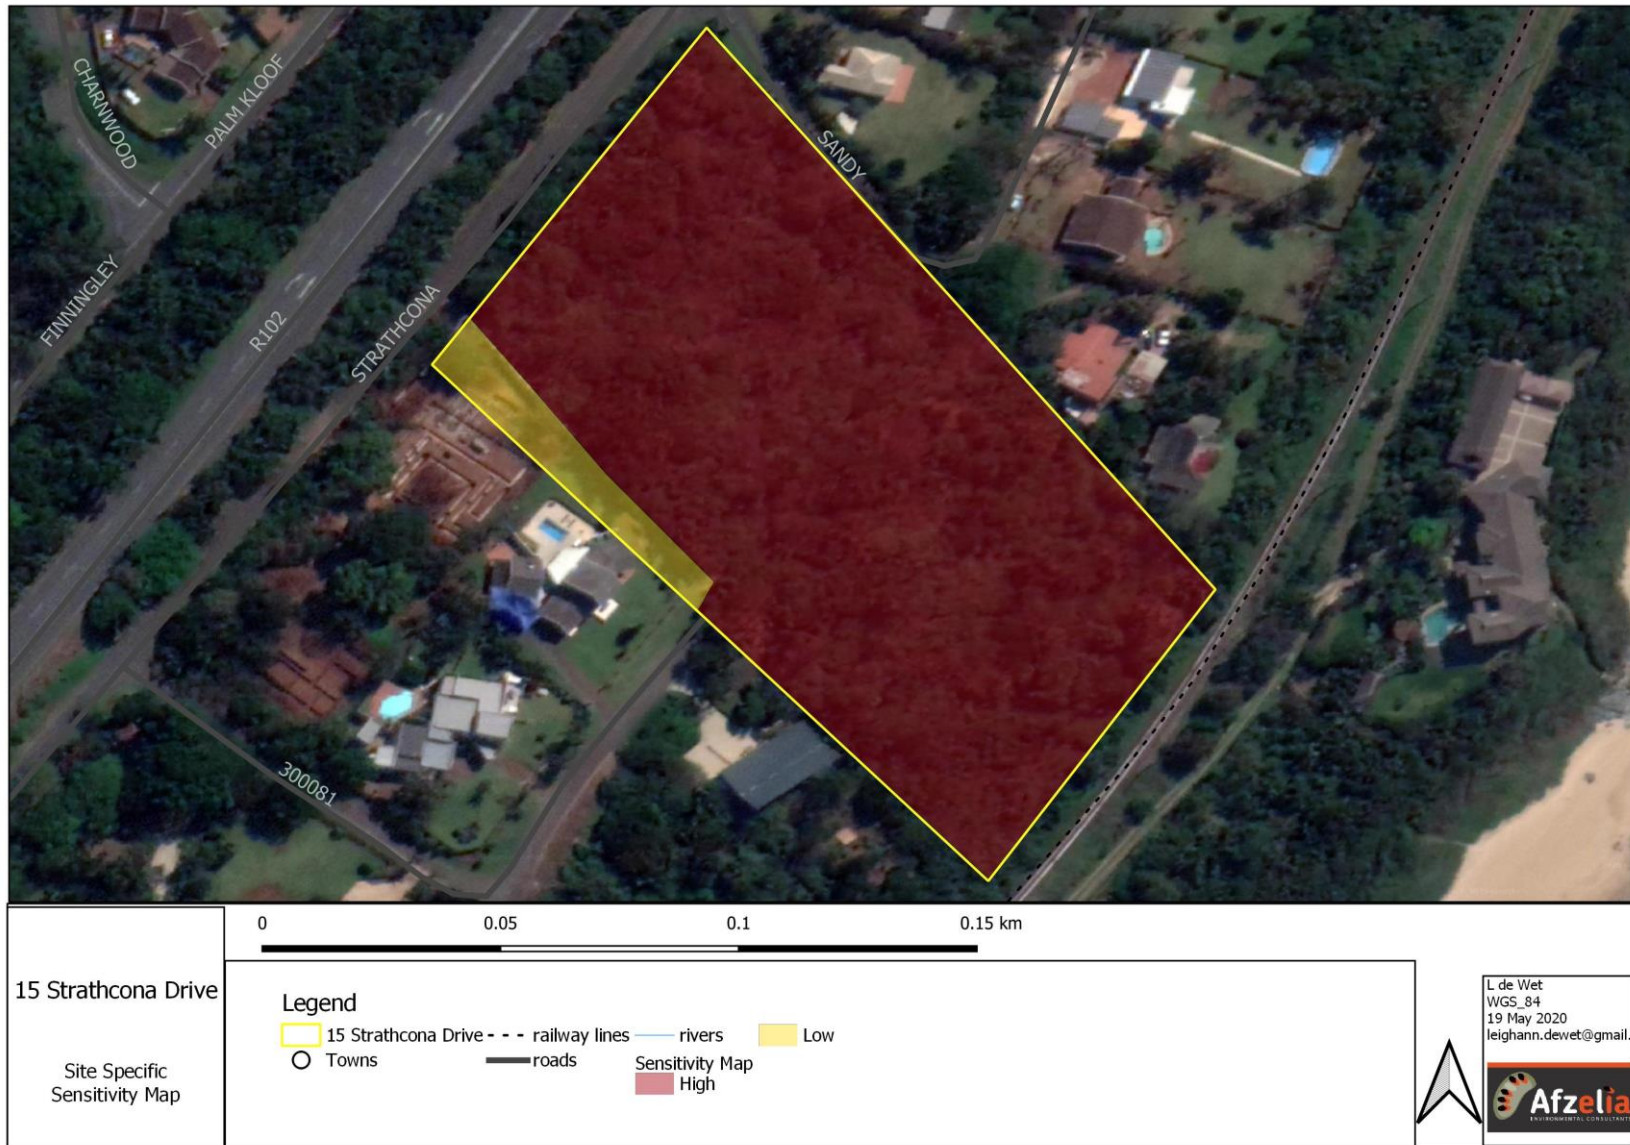 CHARNWOOD
PALM KLOOF
SANDY
FINNINGLEY
R102
STRATHCONA
300081
0 0.05 0.1 0.15 km
15 Strathcona Drive
Site Specific
Sensitivity Map
Legend
15 Strathcona Drive railway lines rivers Low
Towns roads Sensitivity Map
High
L de Wet
WGS_84
19 May 2020
leighann.dewet@gmail.
Afzelia
ENVIRONMENTAL CONSULTANTS